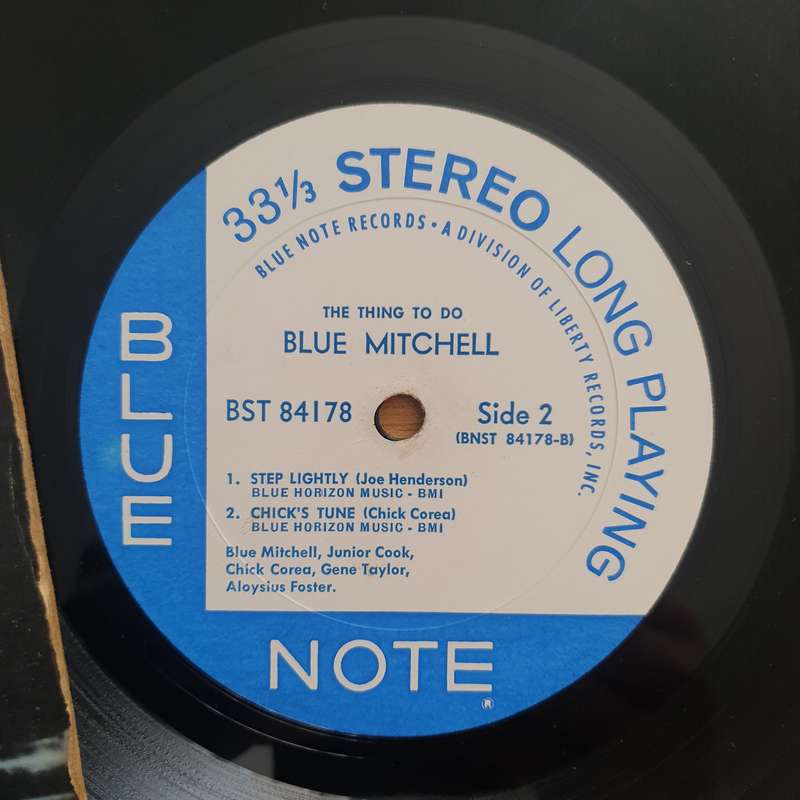 33⅓ STEREO LONG PLAYING
BLUE NOTE RECORDS • A DIVISION OF LIBERTY RECORDS, INC.
THE THING TO DO
BLUE MITCHELL
BST 84178
Side 2
(BNST 84178-B)
1. STEP LIGHTLY (Joe Henderson)
BLUE HORIZON MUSIC - BMI
2. CHICK'S TUNE (Chick Corea)
BLUE HORIZON MUSIC - BMI
Blue Mitchell, Junior Cook,
Chick Corea, Gene Taylor,
Aloysius Foster.
BLUE
NOTE
®